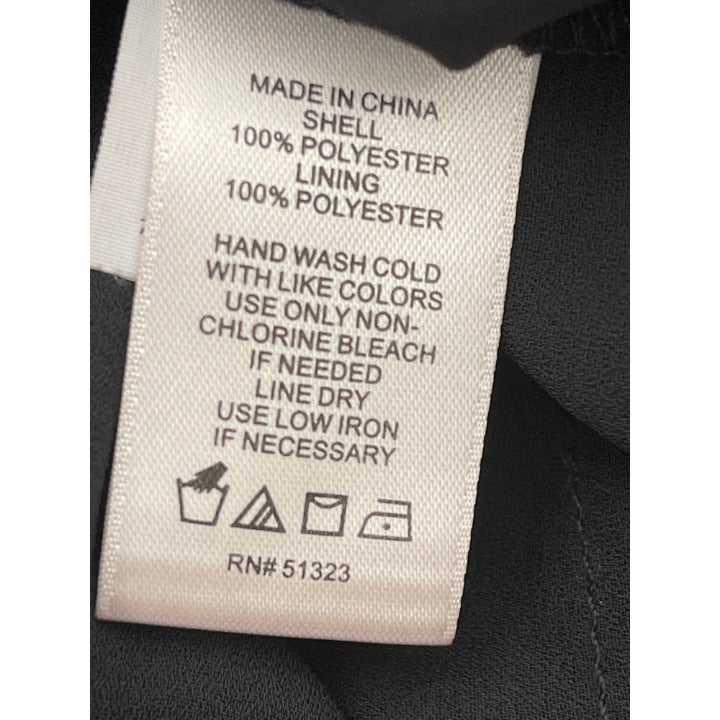 MADE IN CHINA
SHELL
100% POLYESTER
LINING
100% POLYESTER
HAND WASH COLD
WITH LIKE COLORS
USE ONLY NON-
CHLORINE BLEACH
IF NEEDED
LINE DRY
USE LOW IRON
IF NECESSARY
RN# 51323